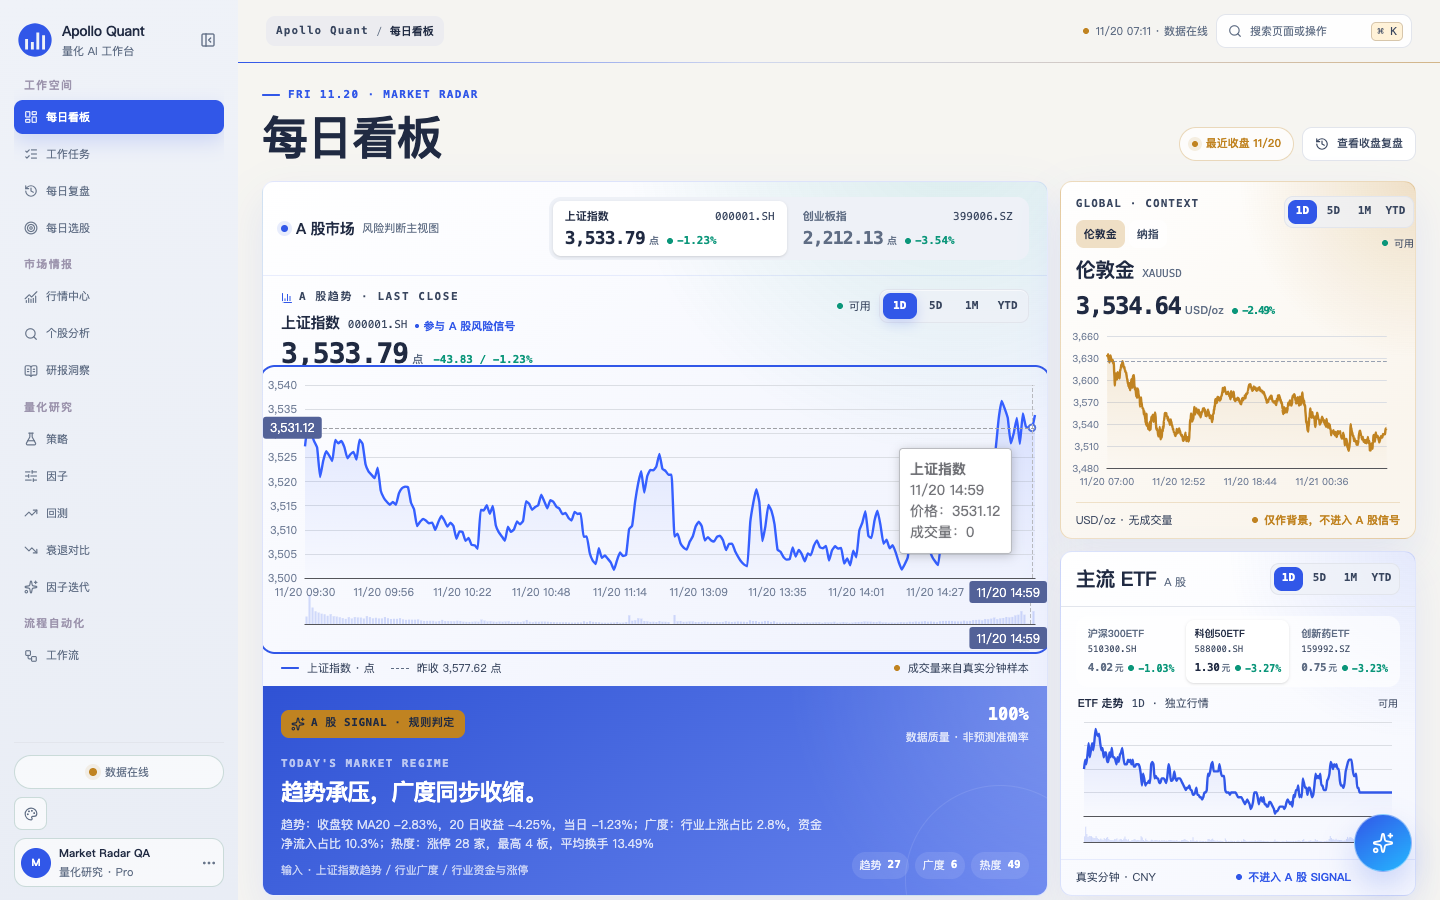 Apollo Quant
量化 AI 工作台
工作空间
每日看板
工作任务
每日复盘
每日选股
市场情报
行情中心
个股分析
研报洞察
量化研究
策略
因子
回测
衰退对比
因子迭代
流程自动化
工作流
数据在线
M
Market Radar QA
量化研究 · Pro
Apollo Quant / 每日看板
11/20 07:11 · 数据在线
搜索页面或操作
⌘ K
FRI 11.20 · MARKET RADAR
每日看板
最近收盘 11/20
查看收盘复盘
A 股市场 风险判断主视图
上证指数 000001.SH
3,533.79 点 −1.23%
创业板指 399006.SZ
2,212.13 点 −3.54%
A 股趋势 · LAST CLOSE
可用
1D 5D 1M YTD
上证指数 000001.SH 参与 A 股风险信号
3,533.79 点 −43.83 / −1.23%
3,540
3,535
3,531.12
3,525
3,520
3,515
3,510
3,505
3,500
上证指数
11/20 14:59
价格: 3531.12
成交量: 0
11/20 09:30 11/20 09:56 11/20 10:22 11/20 10:48 11/20 11:14 11/20 13:09 11/20 13:35 11/20 14:01 11/20 14:27 11/20 14:59
11/20 14:59
上证指数 · 点 昨收 3,577.62 点
成交量来自真实分钟样本
A 股 SIGNAL · 规则判定
100%
数据质量 · 非预测准确率
TODAY'S MARKET REGIME
趋势承压，广度同步收缩。
趋势：收盘较 MA20 −2.83%，20 日收益 −4.25%，当日 −1.23%；广度：行业上涨占比 2.8%，资金
净流入占比 10.3%；热度：涨停 28 家，最高 4 板，平均换手 13.49%
输入 · 上证指数趋势 / 行业广度 / 行业资金与涨停
趋势 27 广度 6 热度 49
GLOBAL · CONTEXT
1D 5D 1M YTD
伦敦金 纳指
可用
伦敦金 XAUUSD
3,534.64 USD/oz −2.49%
3,660
3,630
3,600
3,570
3,540
3,510
3,480
11/20 07:00 11/20 12:52 11/20 18:44 11/21 00:36
USD/oz · 无成交量
仅作背景，不进入 A 股信号
主流 ETF A 股
1D 5D 1M YTD
沪深300ETF
510300.SH
4.02 元 −1.03%
科创50ETF
588000.SH
1.30 元 −3.27%
创新药ETF
159992.SZ
0.75 元 −3.23%
ETF 走势 1D · 独立行情
可用
真实分钟 · CNY
不进入 A 股 SIGNAL